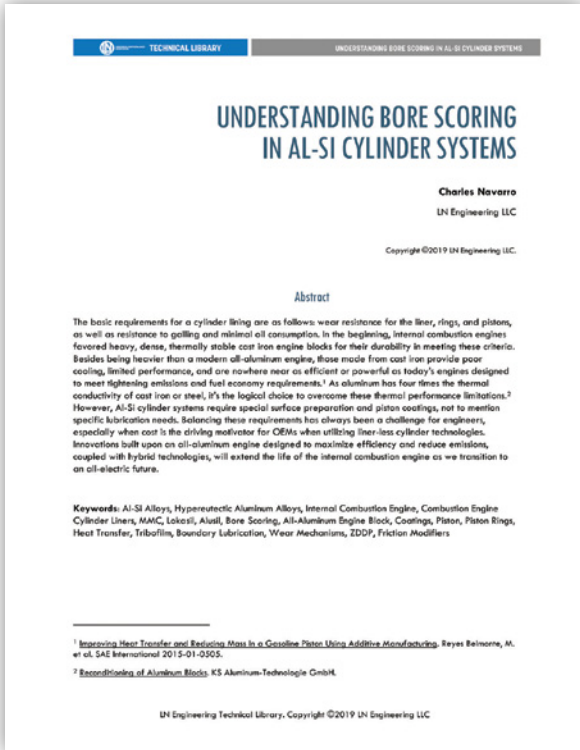 TECHNICAL LIBRARY
UNDERSTANDING BORE SCORING IN AL-SI CYLINDER SYSTEMS
UNDERSTANDING BORE SCORING
IN AL-SI CYLINDER SYSTEMS
Charles Navarro
LN Engineering LLC
Copyright ©2019 LN Engineering LLC.
Abstract
The basic requirements for a cylinder lining are as follows: wear resistance for the liner, rings, and pistons,
as well as resistance to galling and minimal oil consumption. In the beginning, internal combustion engines
favored heavy, dense, thermally stable cast iron engine blocks for their durability in meeting these criteria.
Besides being heavier than a modern all-aluminum engine, those made from cast iron provide poor
cooling, limited performance, and are nowhere near as efficient or powerful as today's engines designed
to meet tightening emissions and fuel economy requirements.¹ As aluminum has four times the thermal
conductivity of cast iron or steel, it's the logical choice to overcome these thermal performance limitations.²
However, Al-Si cylinder systems require special surface preparation and piston coatings, not to mention
specific lubrication needs. Balancing these requirements has always been a challenge for engineers,
especially when cost is the driving motivator for OEMs when utilizing liner-less cylinder technologies.
Innovations built upon an all-aluminum engine designed to maximize efficiency and reduce emissions,
coupled with hybrid technologies, will extend the life of the internal combustion engine as we transition to
an all-electric future.
Keywords: Al-Si Alloys, Hypereutectic Aluminum Alloys, Internal Combustion Engine, Combustion Engine
Cylinder Liners, MMC, Lokasil, Alusil, Bore Scoring, All-Aluminum Engine Block, Coatings, Piston, Piston Rings,
Heat Transfer, Tribofilm, Boundary Lubrication, Wear Mechanisms, ZDDP, Friction Modifiers
¹ Improving Heat Transfer and Reducing Mass in a Gasoline Piston Using Additive Manufacturing. Reyes Belmonte, M.
et al. SAE International 2015-01-0505.
² Reconditioning of Aluminum Blocks. KS Aluminum-Technologie GmbH.
LN Engineering Technical Library. Copyright ©2019 LN Engineering LLC